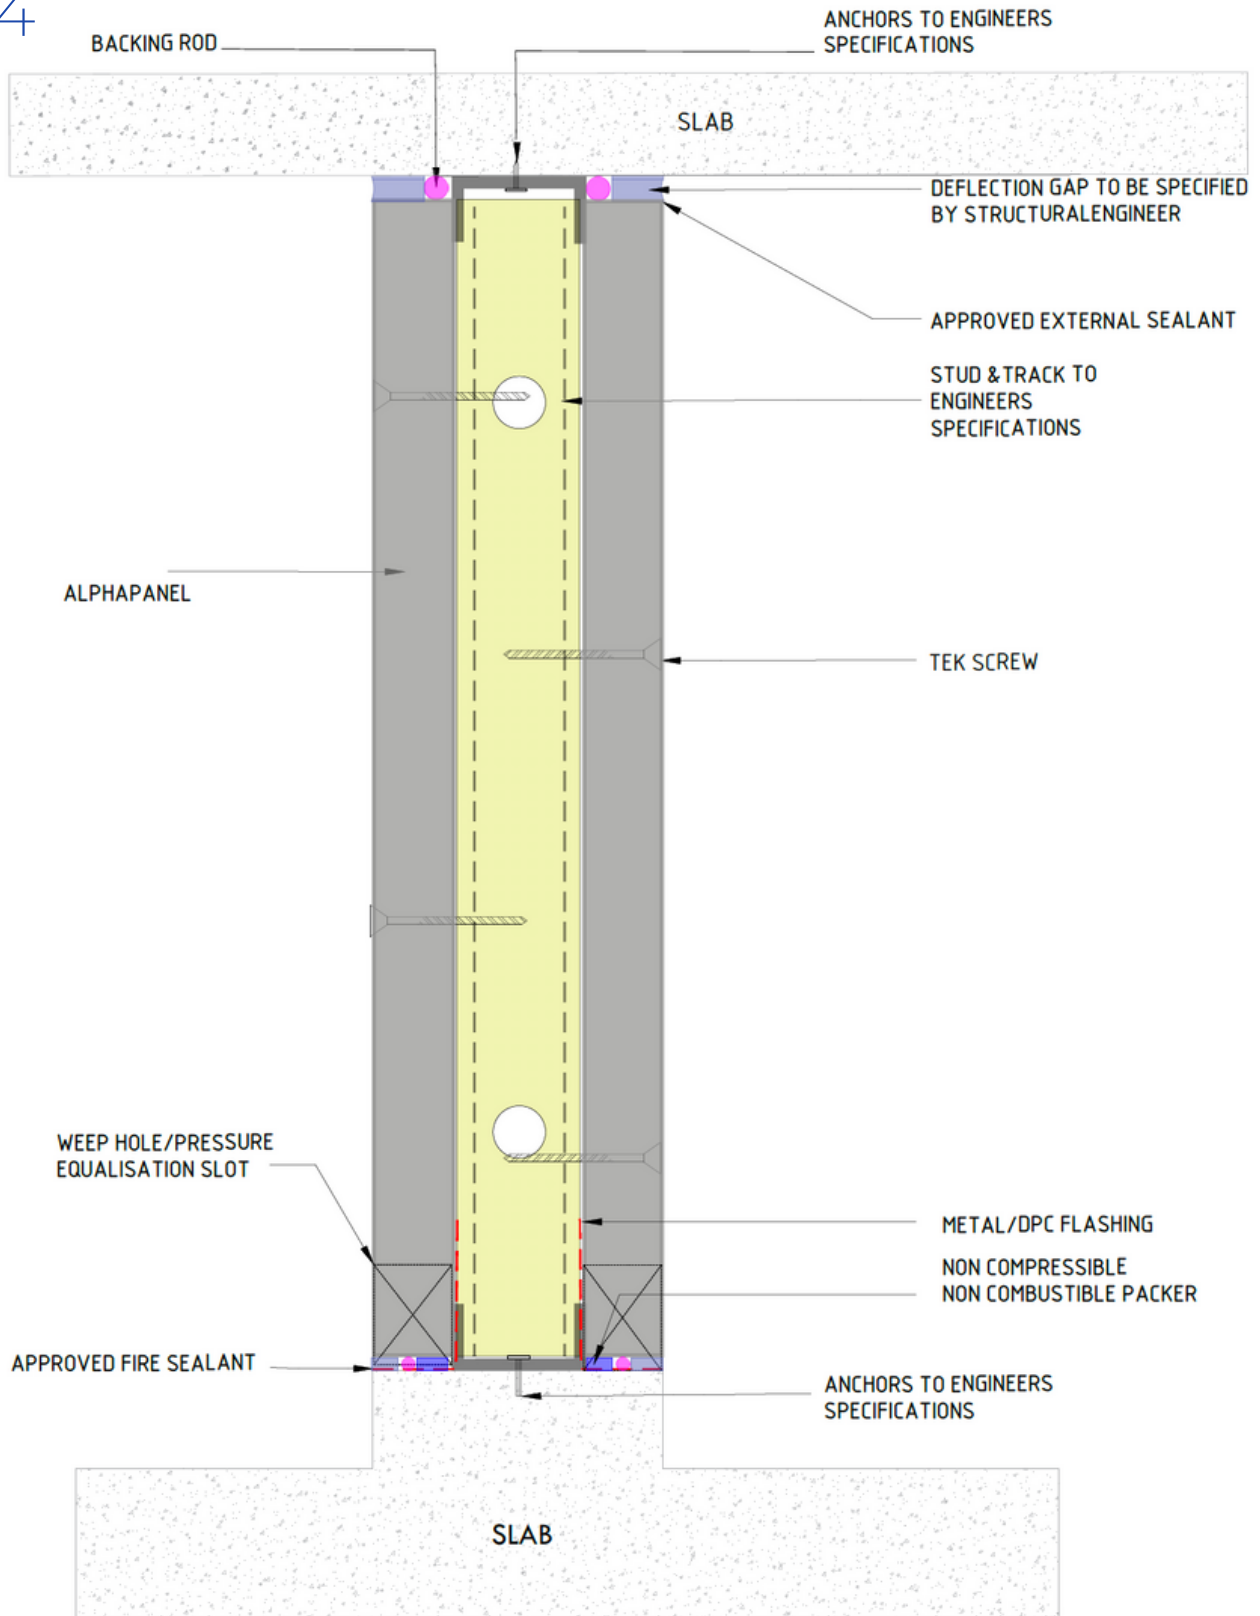 4
BACKING ROD
ANCHORS TO ENGINEERS
SPECIFICATIONS
SLAB
DEFLECTION GAP TO BE SPECIFIED
BY STRUCTURALENGINEER
APPROVED EXTERNAL SEALANT
STUD & TRACK TO
ENGINEERS
SPECIFICATIONS
ALPHAPANEL
TEK SCREW
WEEP HOLE/PRESSURE
EQUALISATION SLOT
METAL/DPC FLASHING
NON COMPRESSIBLE
NON COMBUSTIBLE PACKER
APPROVED FIRE SEALANT
ANCHORS TO ENGINEERS
SPECIFICATIONS
SLAB